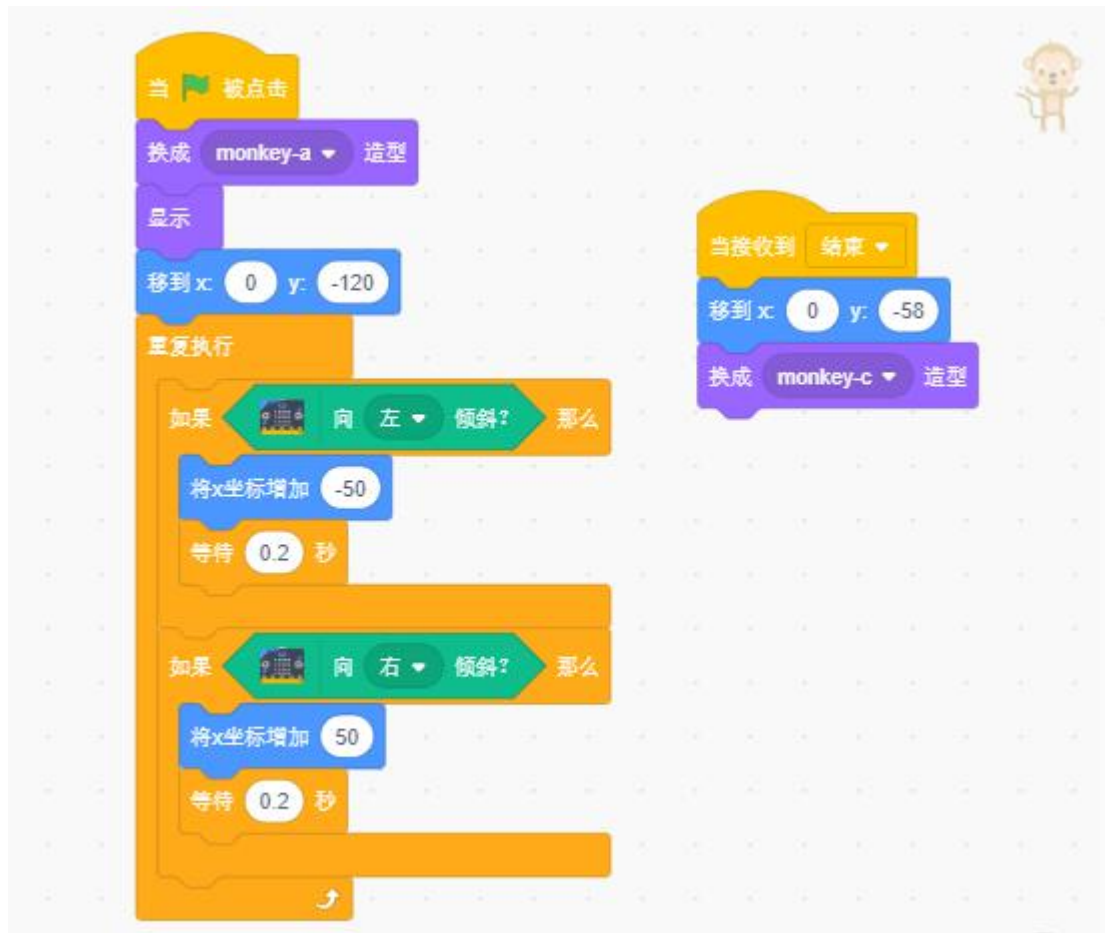 当 被点击
换成 monkey-a 造型
显示
移到 x: 0 y: -120
重复执行
如果 向 左 倾斜? 那么
将x坐标增加 -50
等待 0.2 秒
如果 向 右 倾斜? 那么
将x坐标增加 50
等待 0.2 秒
当接收到 结束
移到 x: 0 y: -58
换成 monkey-c 造型